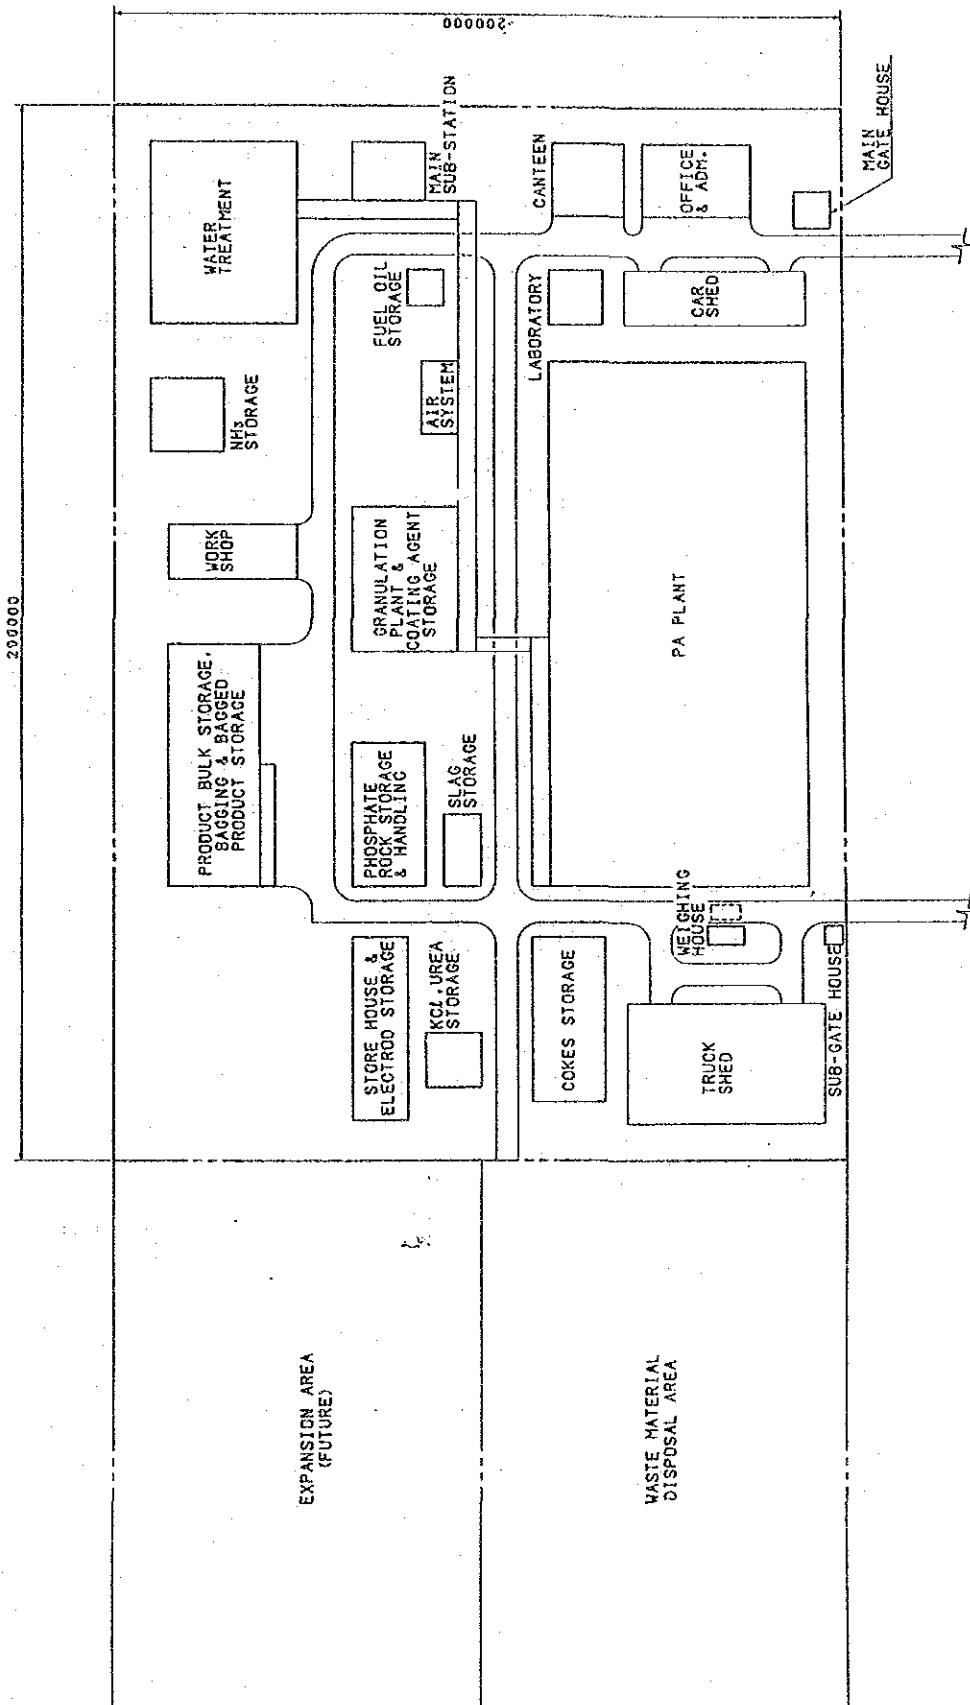 290000
200000
EXPANSION AREA
(FUTURE)
WASTE MATERIAL
DISPOSAL AREA
PRODUCT BULK STORAGE,
BAGGING & BAGGED
PRODUCT STORAGE
WORK
SHOP
NH₃
STORAGE
WATER
TREATMENT
STORE HOUSE &
ELECTROD STORAGE
KCℓ,UREA
STORAGE
PHOSPHATE
ROCK STORAGE
& HANDLING
SLAG
STORAGE
GRANULATION
PLANT &
COATING AGENT
STORAGE
AIR
SYSTEM
FUEL OIL
STORAGE
MAIN
SUB-STATION
COKES STORAGE
TRUCK
SHED
WEIGHING
HOUSE
SUB-GATE HOUSE
PA PLANT
LABORATORY
CAR
SHED
CANTEEN
OFFICE
& ADM.
MAIN
GATE HOUSE